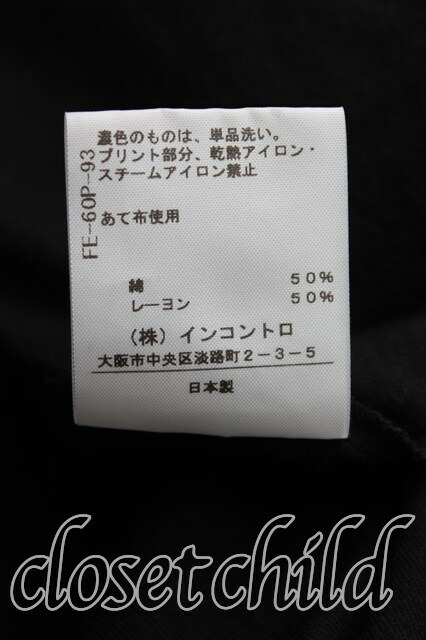 濃色のものは、単品洗い。
プリント部分、乾熱アイロン・
スチームアイロン禁止
FE-60P-93
あて布使用
綿 50%
レーヨン 50%
（株）インコントロ
大阪市中央区淡路町2-3-5
日本製
closetchild